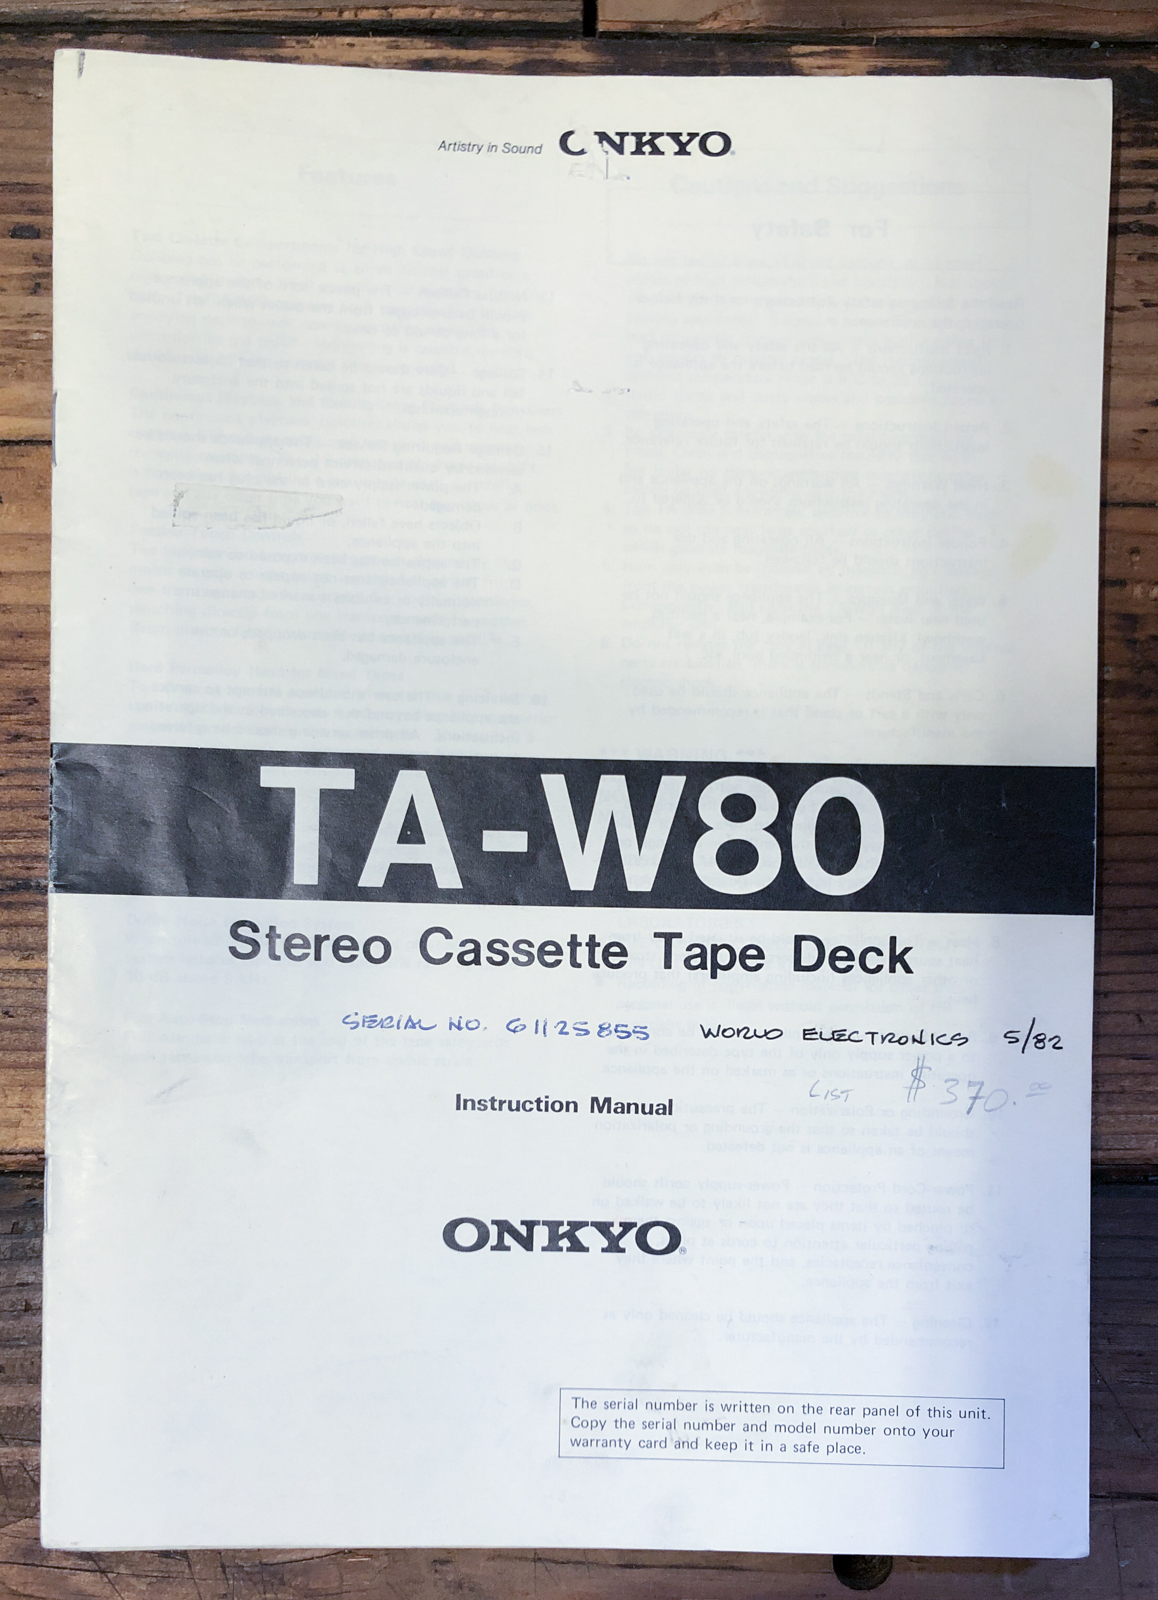 Artistry in Sound ONKYO®
TA-W80
Stereo Cassette Tape Deck
SERIAL NO. 61125855 WORLD ELECTRONICS 5/82
LIST $370.00
Instruction Manual
ONKYO®
The serial number is written on the rear panel of this unit.
Copy the serial number and model number onto your
warranty card and keep it in a safe place.